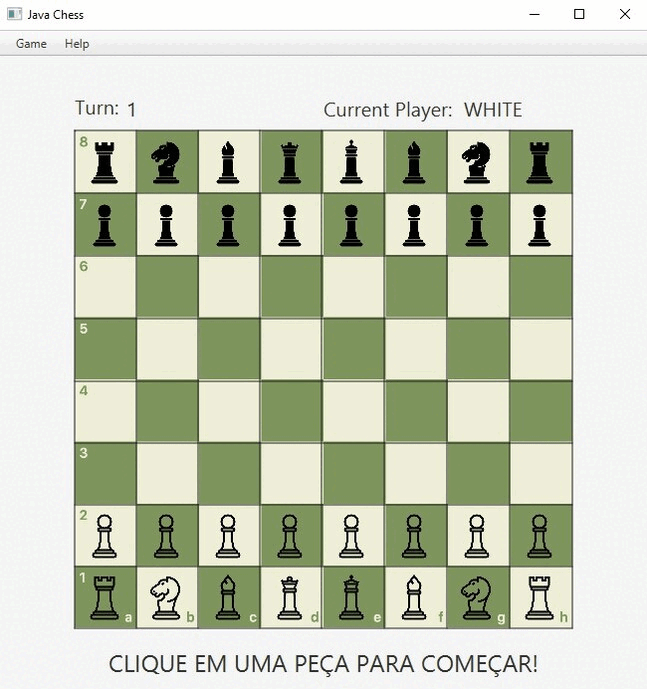 Java Chess
Game Help
Turn: 1 Current Player: WHITE
8
7
6
5
4
3
2
1
a b c d e f g h
CLIQUE EM UMA PEÇA PARA COMEÇAR!